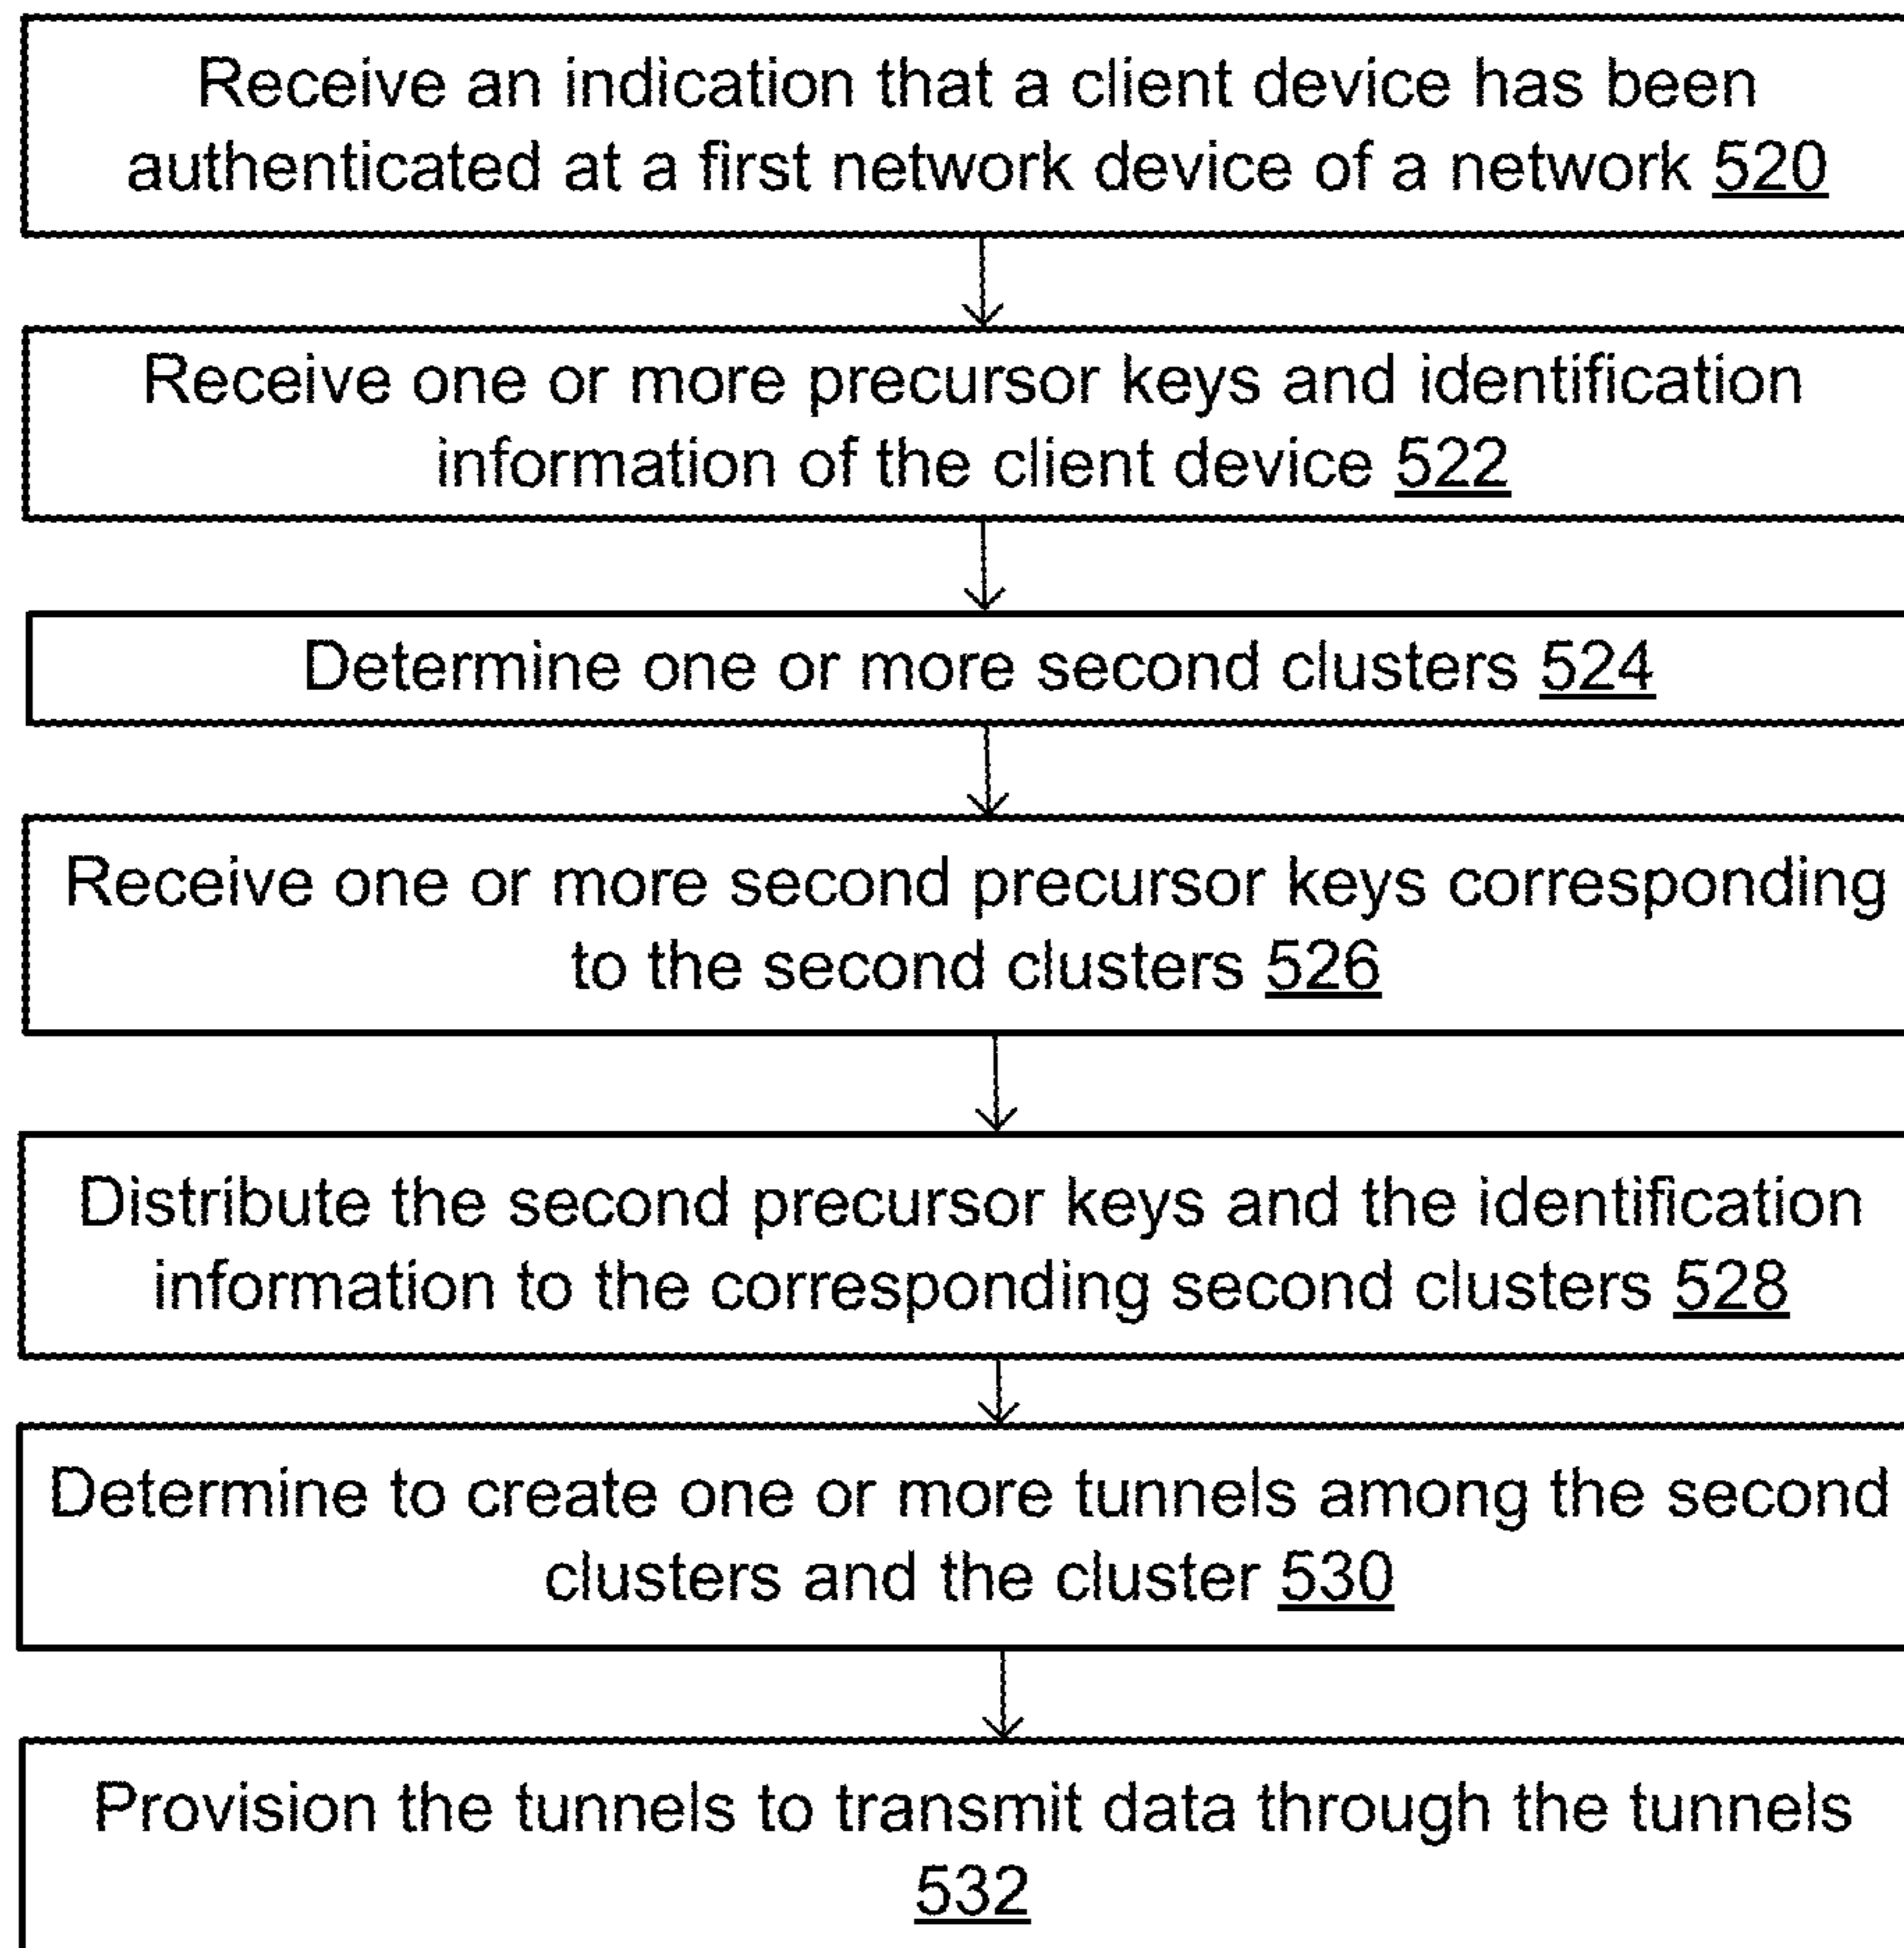 Receive an indication that a client device has been
authenticated at a first network device of a network 520
Receive one or more precursor keys and identification
information of the client device 522
Determine one or more second clusters 524
Receive one or more second precursor keys corresponding
to the second clusters 526
Distribute the second precursor keys and the identification
information to the corresponding second clusters 528
Determine to create one or more tunnels among the second
clusters and the cluster 530
Provision the tunnels to transmit data through the tunnels
532